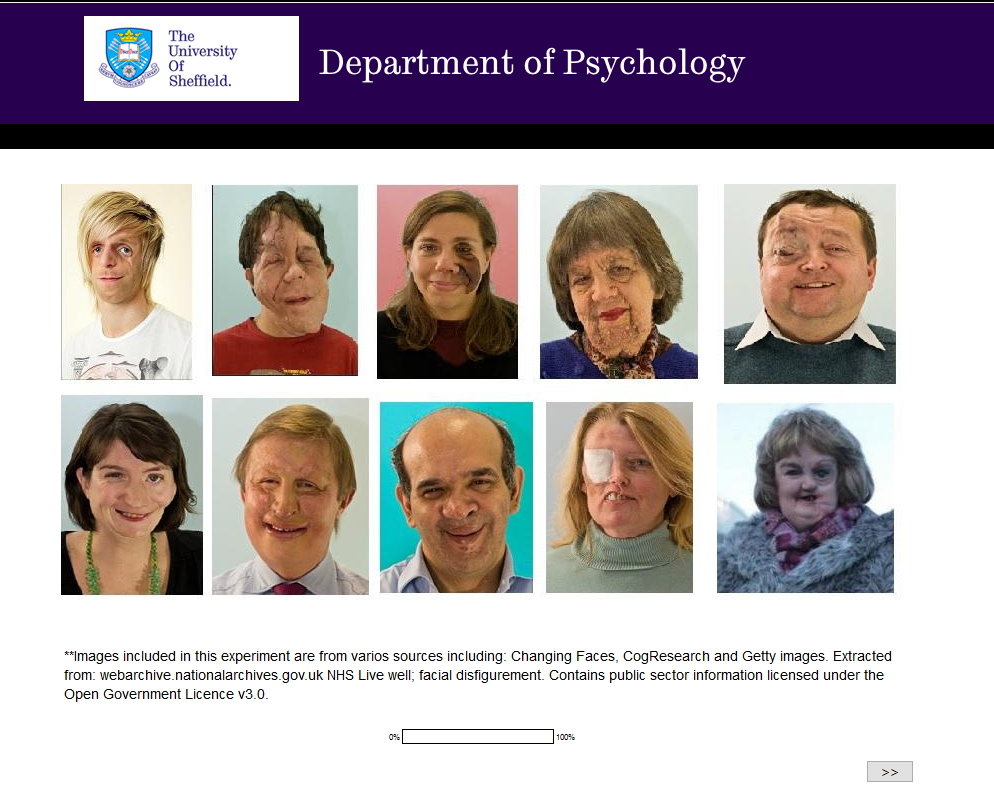 The
University
Of
Sheffield.
Department of Psychology
**Images included in this experiment are from varios sources including: Changing Faces, CogResearch and Getty images. Extracted
from: webarchive.nationalarchives.gov.uk NHS Live well; facial disfigurement. Contains public sector information licensed under the
Open Government Licence v3.0.
0% 100%
>>